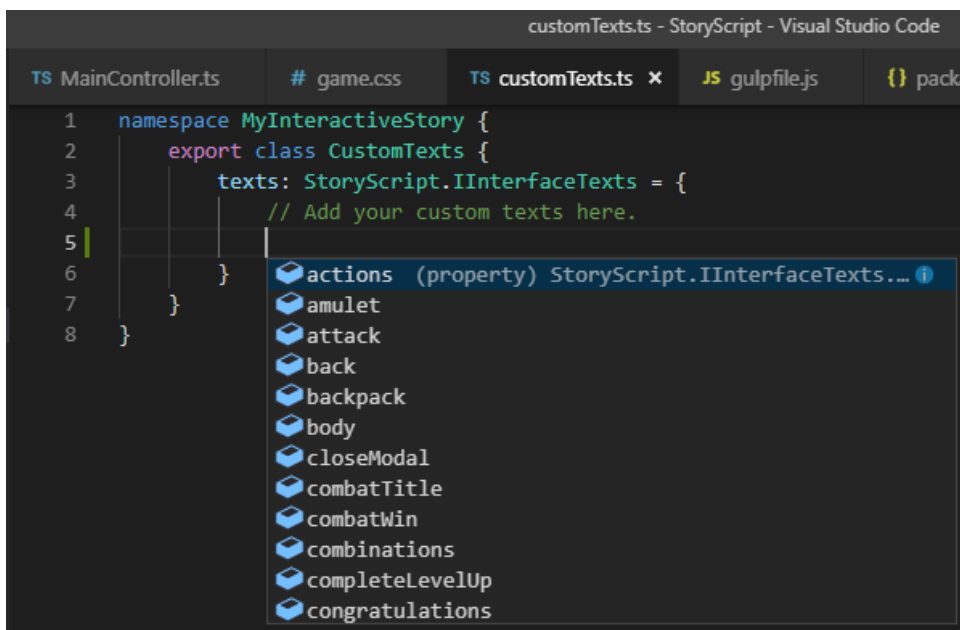 customTexts.ts - StoryScript - Visual Studio Code
TS MainController.ts # game.css TS customTexts.ts × JS gulpfile.js {} pack
1 namespace MyInteractiveStory {
2 export class CustomTexts {
3 texts: StoryScript.IInterfaceTexts = {
4 // Add your custom texts here.
5
6 }
7 }
8 }
actions (property) StoryScript.IInterfaceTexts.…
amulet
attack
back
backpack
body
closeModal
combatTitle
combatWin
combinations
completeLevelUp
congratulations